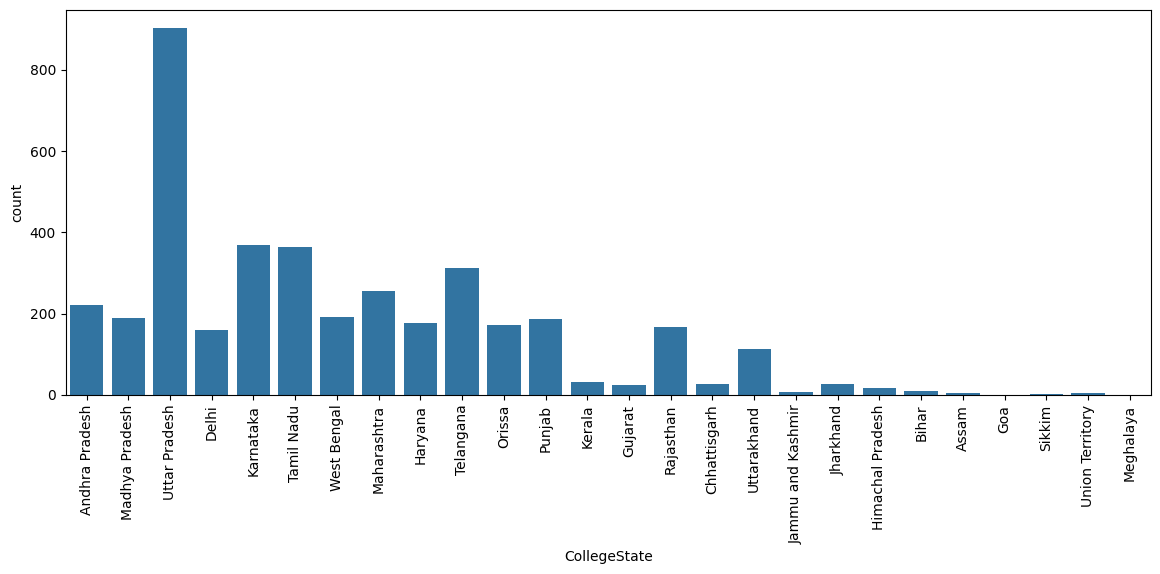 800
600
400
200
0
count
Andhra Pradesh
Madhya Pradesh
Uttar Pradesh
Delhi
Karnataka
Tamil Nadu
West Bengal
Maharashtra
Haryana
Telangana
Orissa
Punjab
Kerala
Gujarat
Rajasthan
Chhattisgarh
Uttarakhand
Jammu and Kashmir
Jharkhand
Himachal Pradesh
Bihar
Assam
Goa
Sikkim
Union Territory
Meghalaya
CollegeState